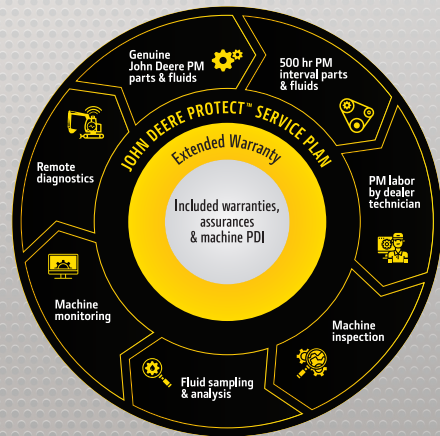 Genuine
John Deere PM
parts & fluids
500 hr PM
interval parts
& fluids
PM labor
by dealer
technician
Machine
inspection
Fluid sampling
& analysis
Machine
monitoring
Remote
diagnostics
JOHN DEERE PROTECT™ SERVICE PLAN
Extended Warranty
Included warranties,
assurances
& machine PDI